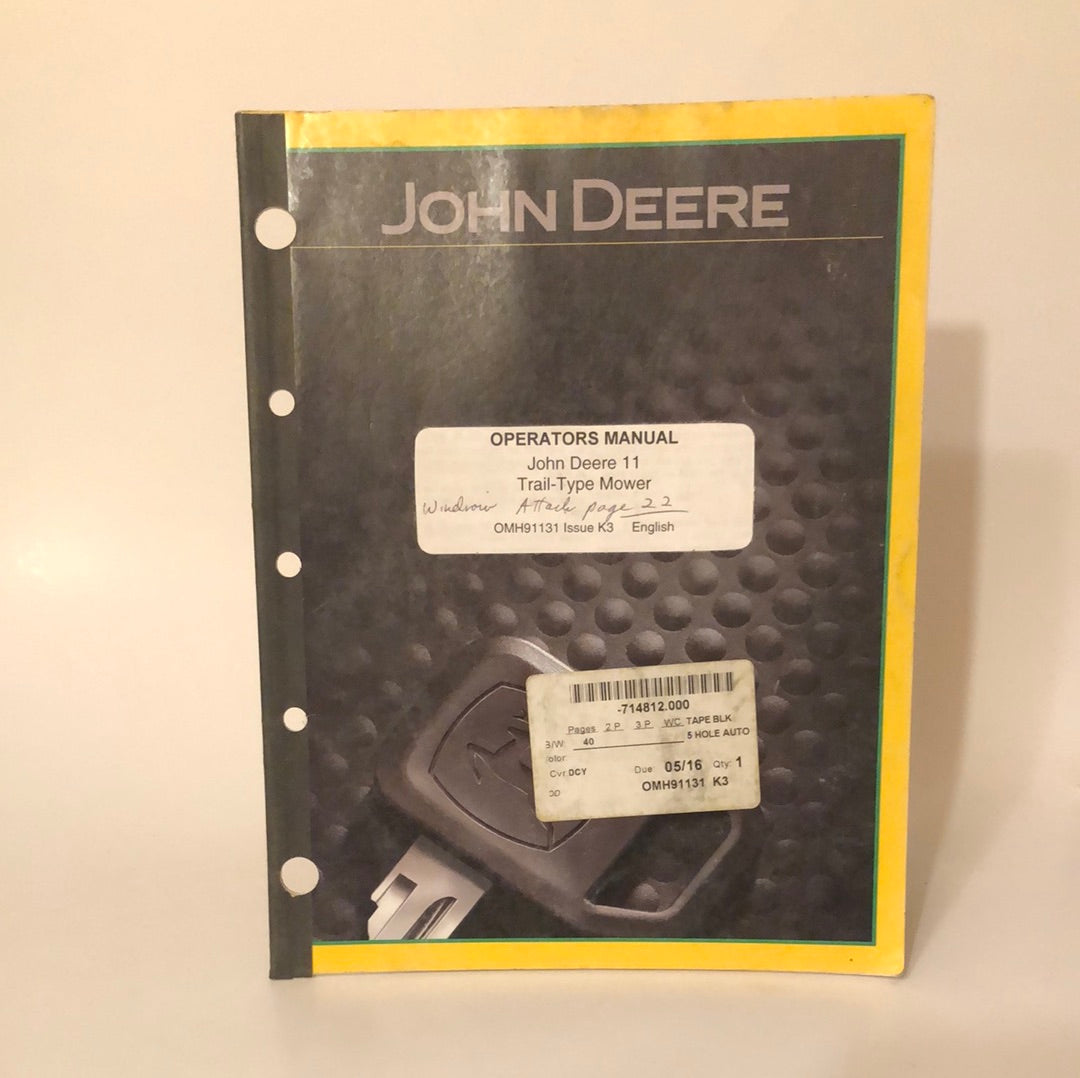 JOHN DEERE
OPERATORS MANUAL
John Deere 11
Trail-Type Mower
Attach page 22
OMH91131 Issue K3 English
-714812.000
Pages 2 P 3 P WC TAPE BLK
B/W: 40 5 HOLE AUTO
olor:
Cvr: DCY Due: 05/16 Qty: 1
OMH91131 K3